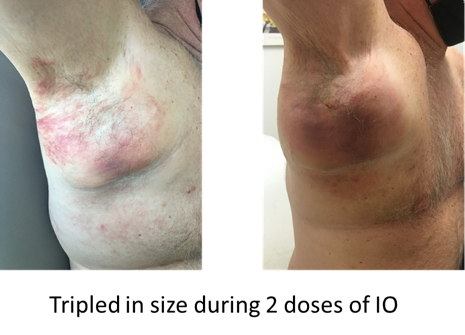 Tripled in size during 2 doses of IO